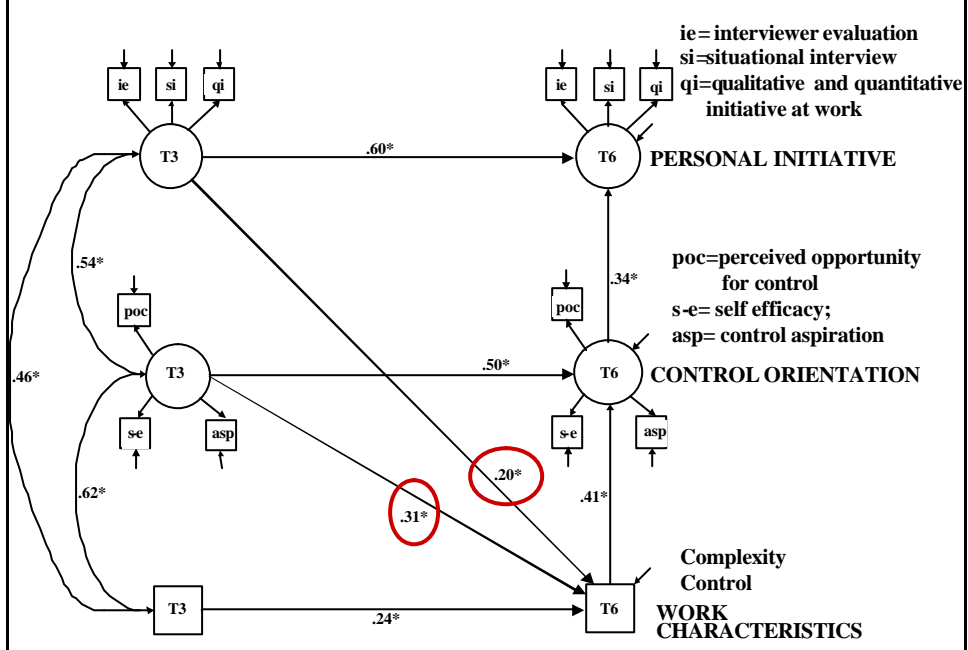 ie= interviewer evaluation
si=situational interview
qi=qualitative and quantitative
initiative at work
ie
si
qi
ie
si
qi
T3
.60*
T6
PERSONAL INITIATIVE
.54*
poc
poc
.34*
poc=perceived opportunity
for control
s-e= self efficacy;
asp= control aspiration
.46*
T3
.50*
T6
CONTROL ORIENTATION
s-e
asp
s-e
asp
.62*
.31*
.20*
.41*
Complexity
Control
T3
.24*
T6
WORK
CHARACTERISTICS